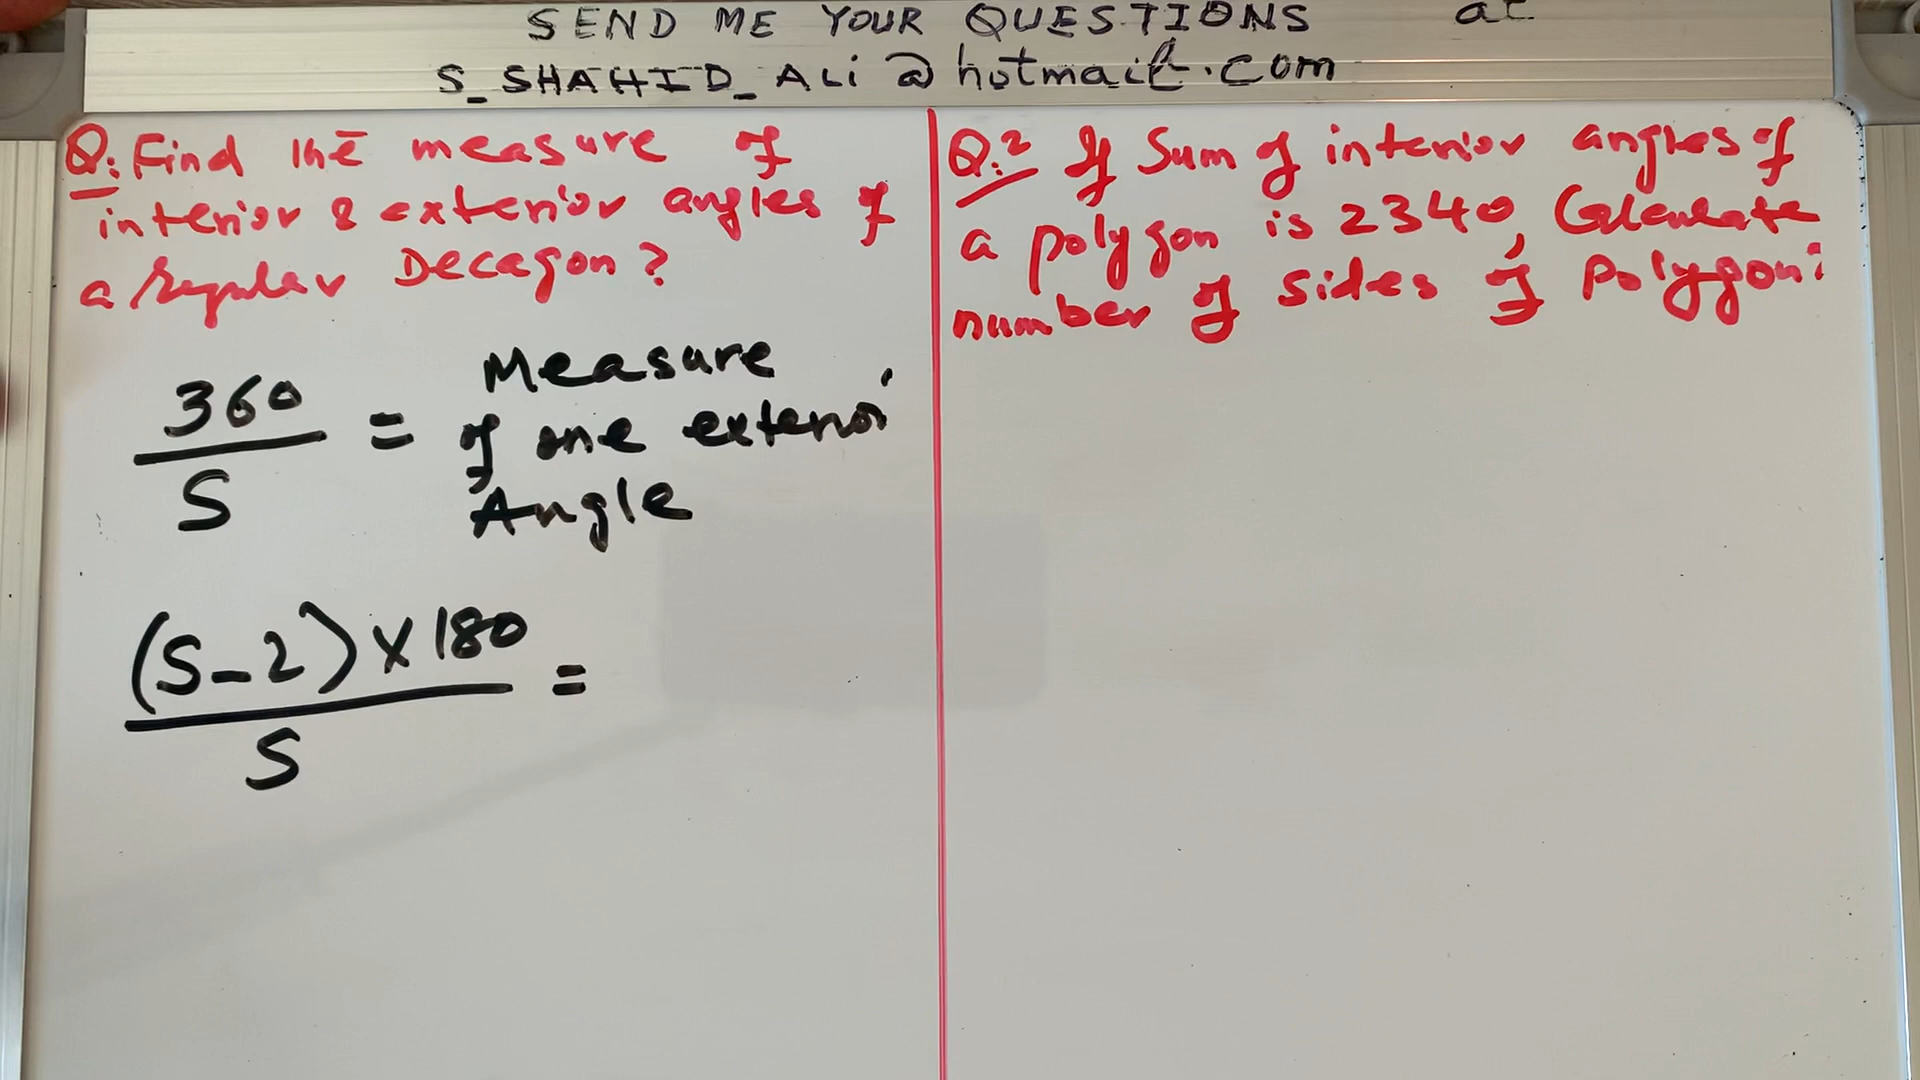 SEND ME YOUR QUESTIONS at
S_SHAHID_ALi@hotmail.com
Q: Find the measure of
interior & exterior angles of
a regular Decagon?
360 / S = Measure of one exterior Angle
(S-2) x 180 / S =
Q:2 If Sum of interior angles of
a polygon is 2340, Calculate
number of sides of Polygon: